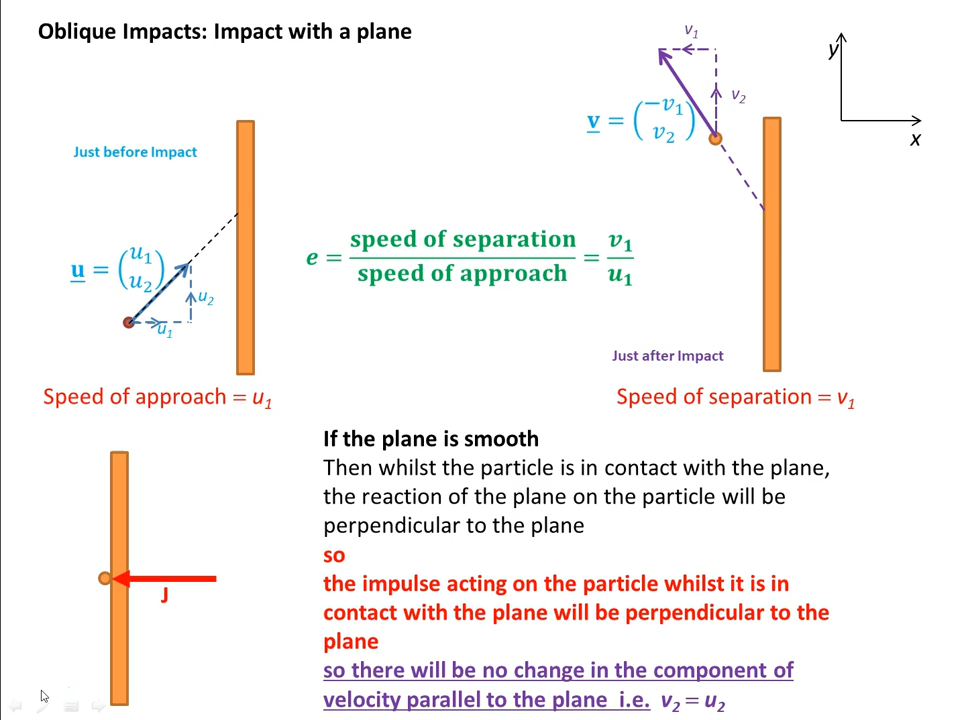 Oblique Impacts: Impact with a plane
v₁
y
v₂
x
v = (−v₁ v₂)
Just before Impact
u = (u₁ u₂)
u₂
u₁
e = speed of separation / speed of approach = v₁ / u₁
Just after Impact
Speed of approach = u₁
Speed of separation = v₁
If the plane is smooth
Then whilst the particle is in contact with the plane,
the reaction of the plane on the particle will be
perpendicular to the plane
so
the impulse acting on the particle whilst it is in
contact with the plane will be perpendicular to the
plane
so there will be no change in the component of
velocity parallel to the plane i.e. v₂ = u₂
J